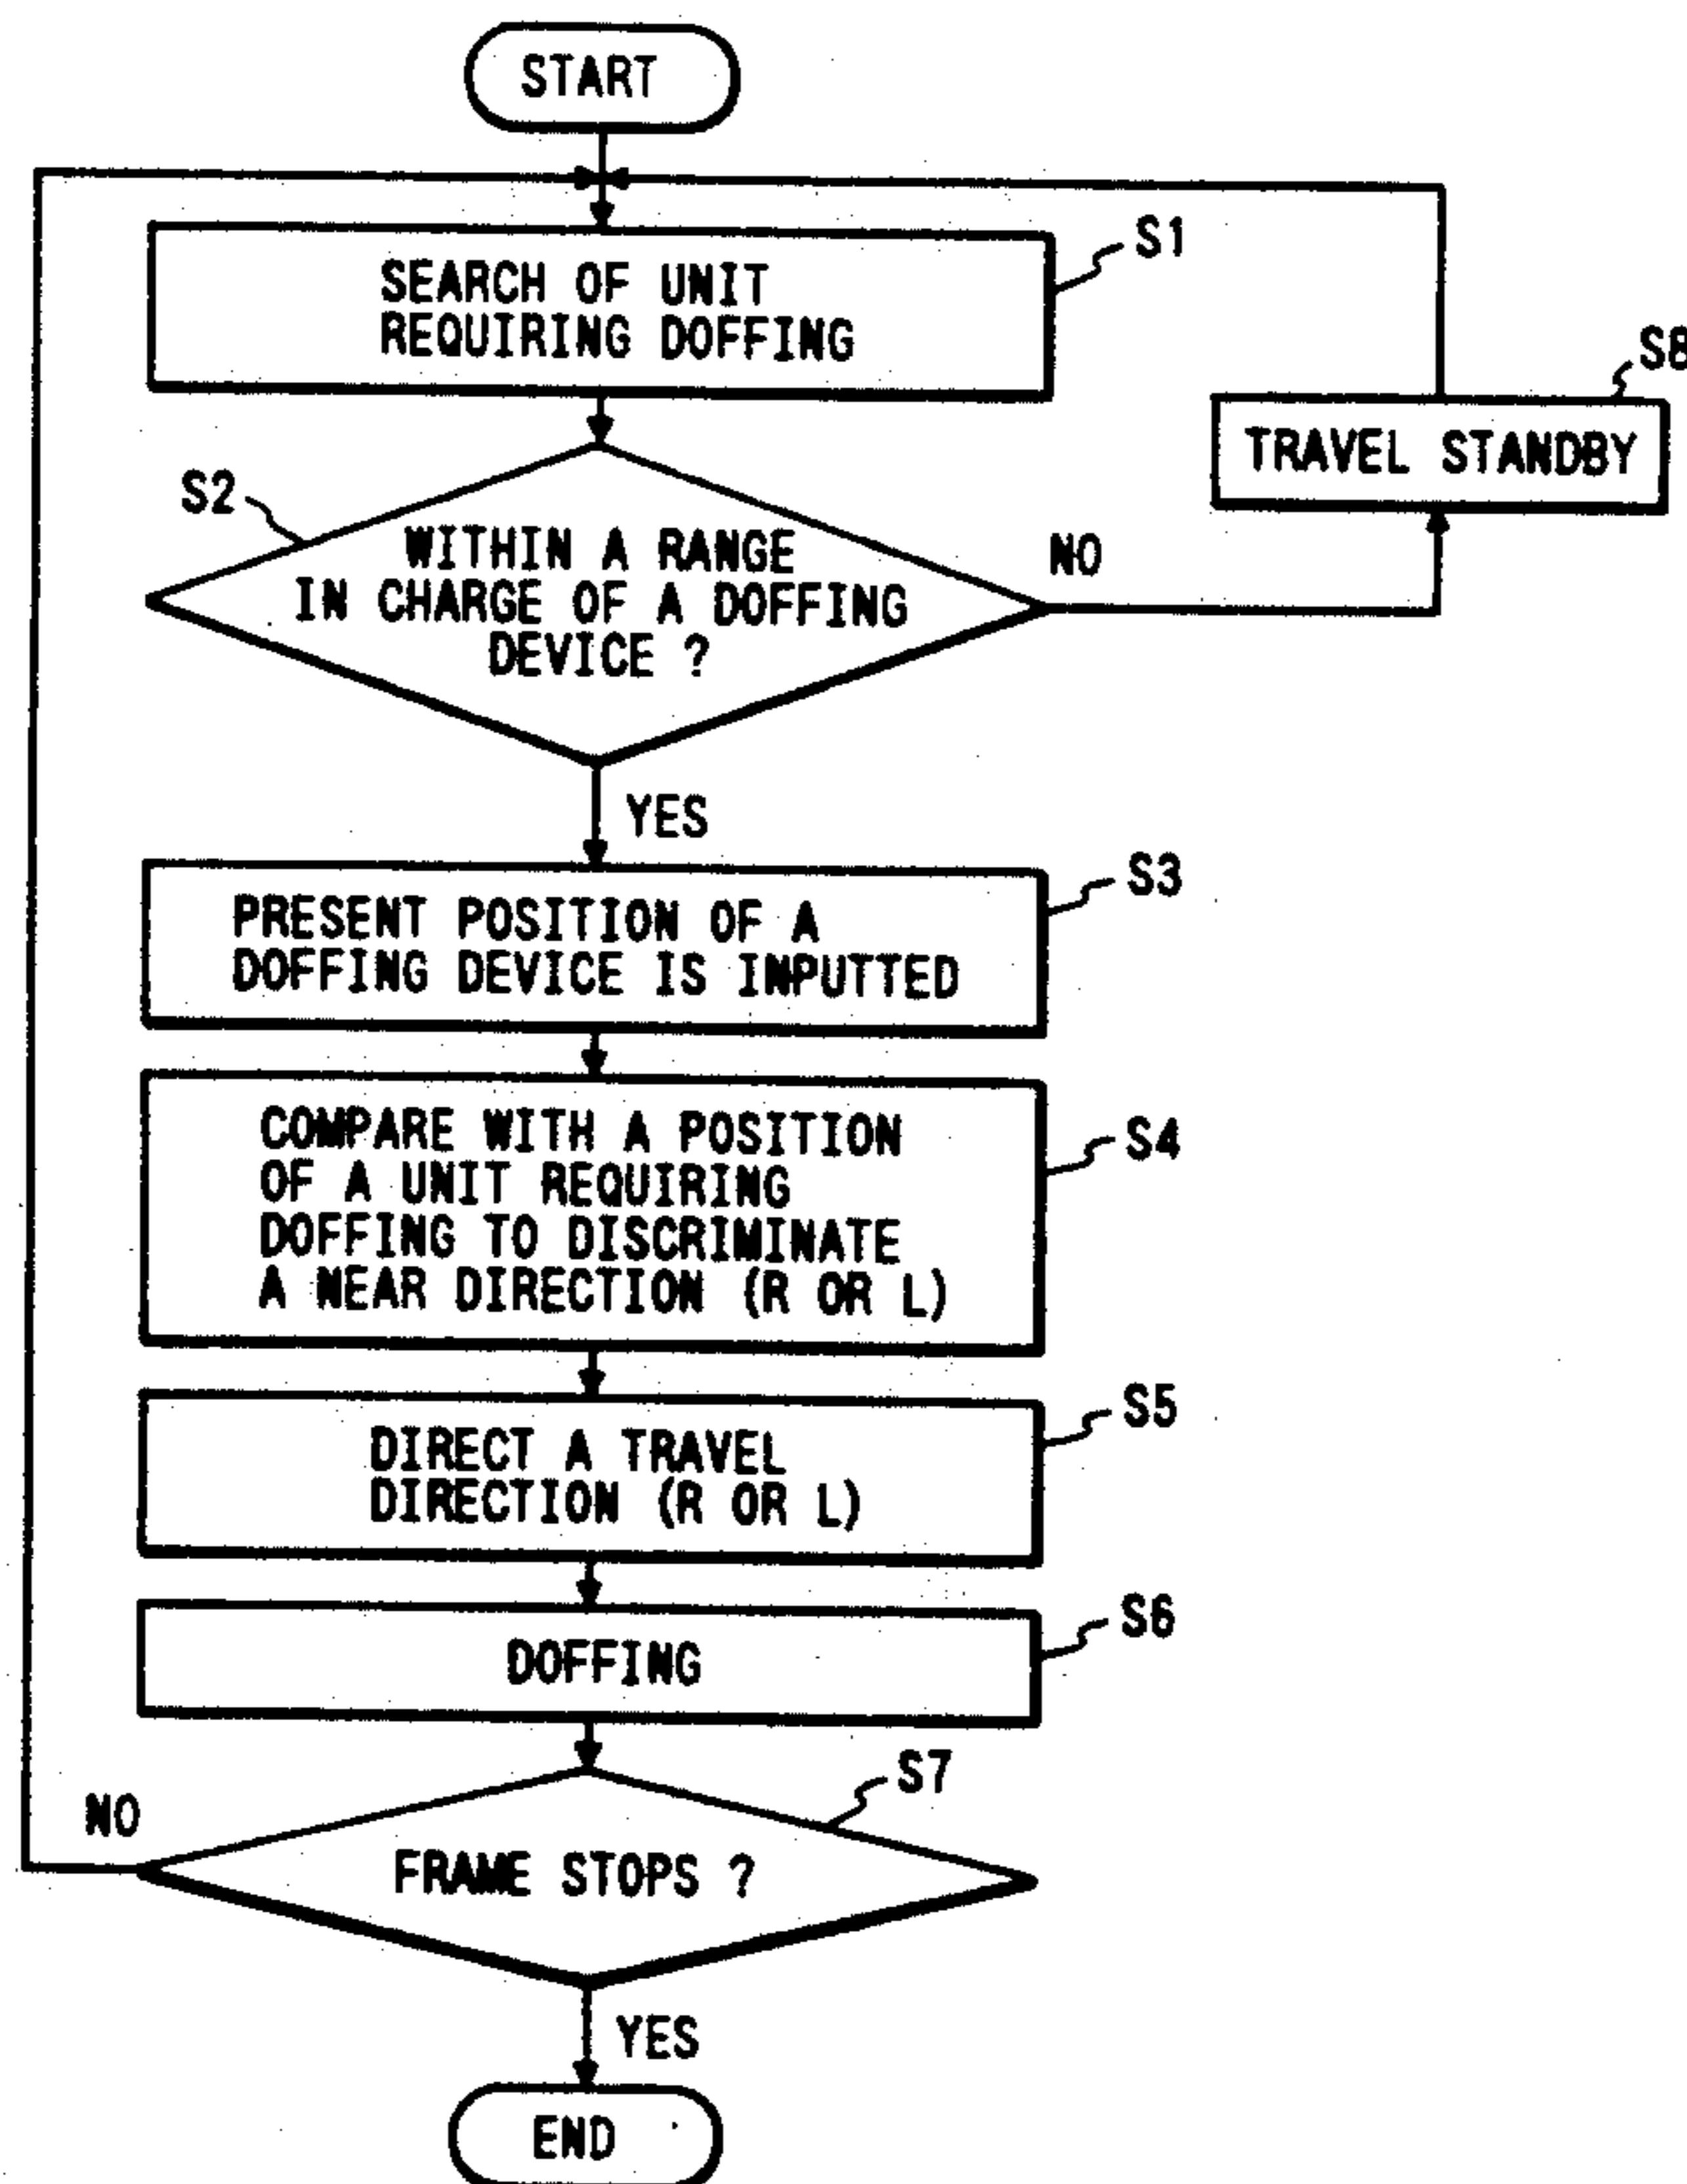 START
S1
SEARCH OF UNIT
REQUIRING DOFFING
S8
TRAVEL STANDBY
S2
WITHIN A RANGE
IN CHARGE OF A DOFFING
DEVICE ?
NO
YES
S3
PRESENT POSITION OF A
DOFFING DEVICE IS INPUTTED
S4
COMPARE WITH A POSITION
OF A UNIT REQUIRING
DOFFING TO DISCRIMINATE
A NEAR DIRECTION (R OR L)
S5
DIRECT A TRAVEL
DIRECTION (R OR L)
S6
DOFFING
S7
NO
FRAME STOPS ?
YES
END